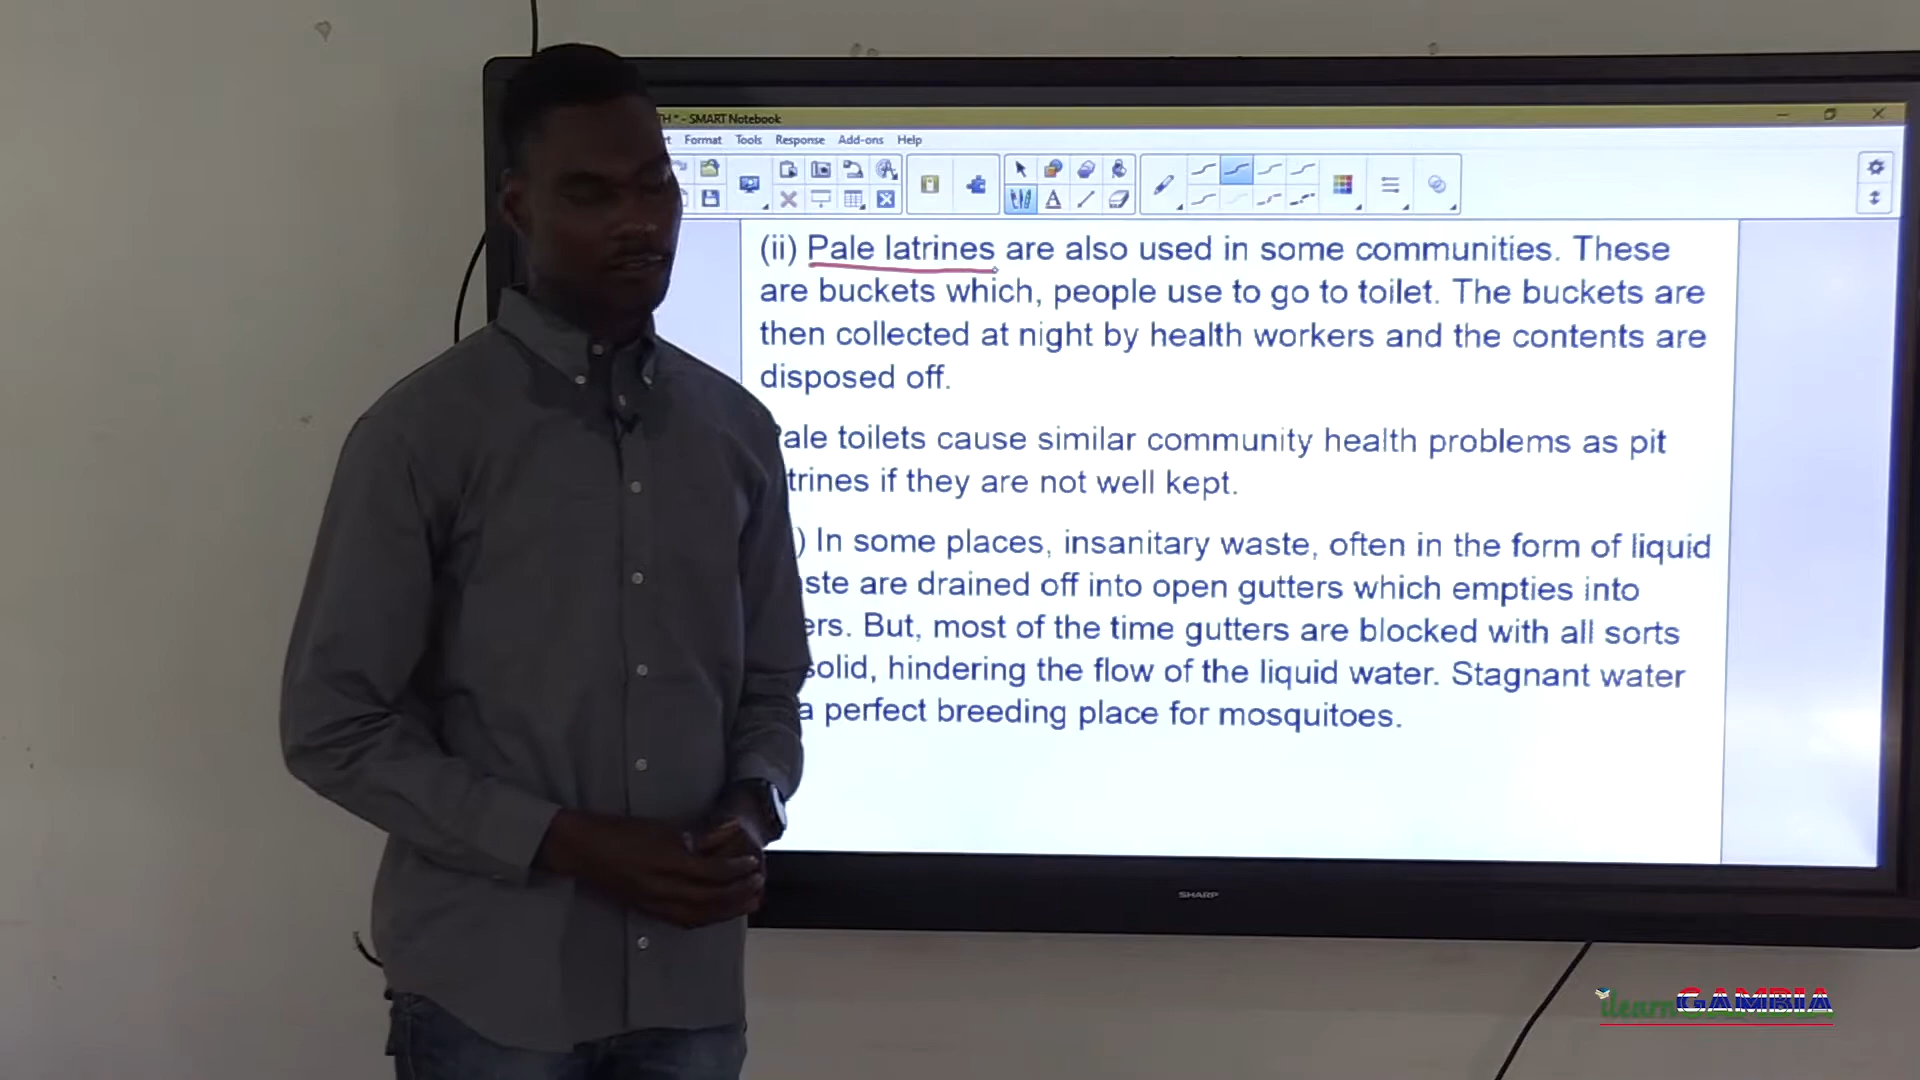 TH * - SMART Notebook
Format Tools Response Add-ons Help
(ii) Pale latrines are also used in some communities. These
are buckets which, people use to go to toilet. The buckets are
then collected at night by health workers and the contents are
disposed off.
ale toilets cause similar community health problems as pit
trines if they are not well kept.
) In some places, insanitary waste, often in the form of liquid
ste are drained off into open gutters which empties into
ers. But, most of the time gutters are blocked with all sorts
solid, hindering the flow of the liquid water. Stagnant water
a perfect breeding place for mosquitoes.
SHARP
ilearnGAMBIA